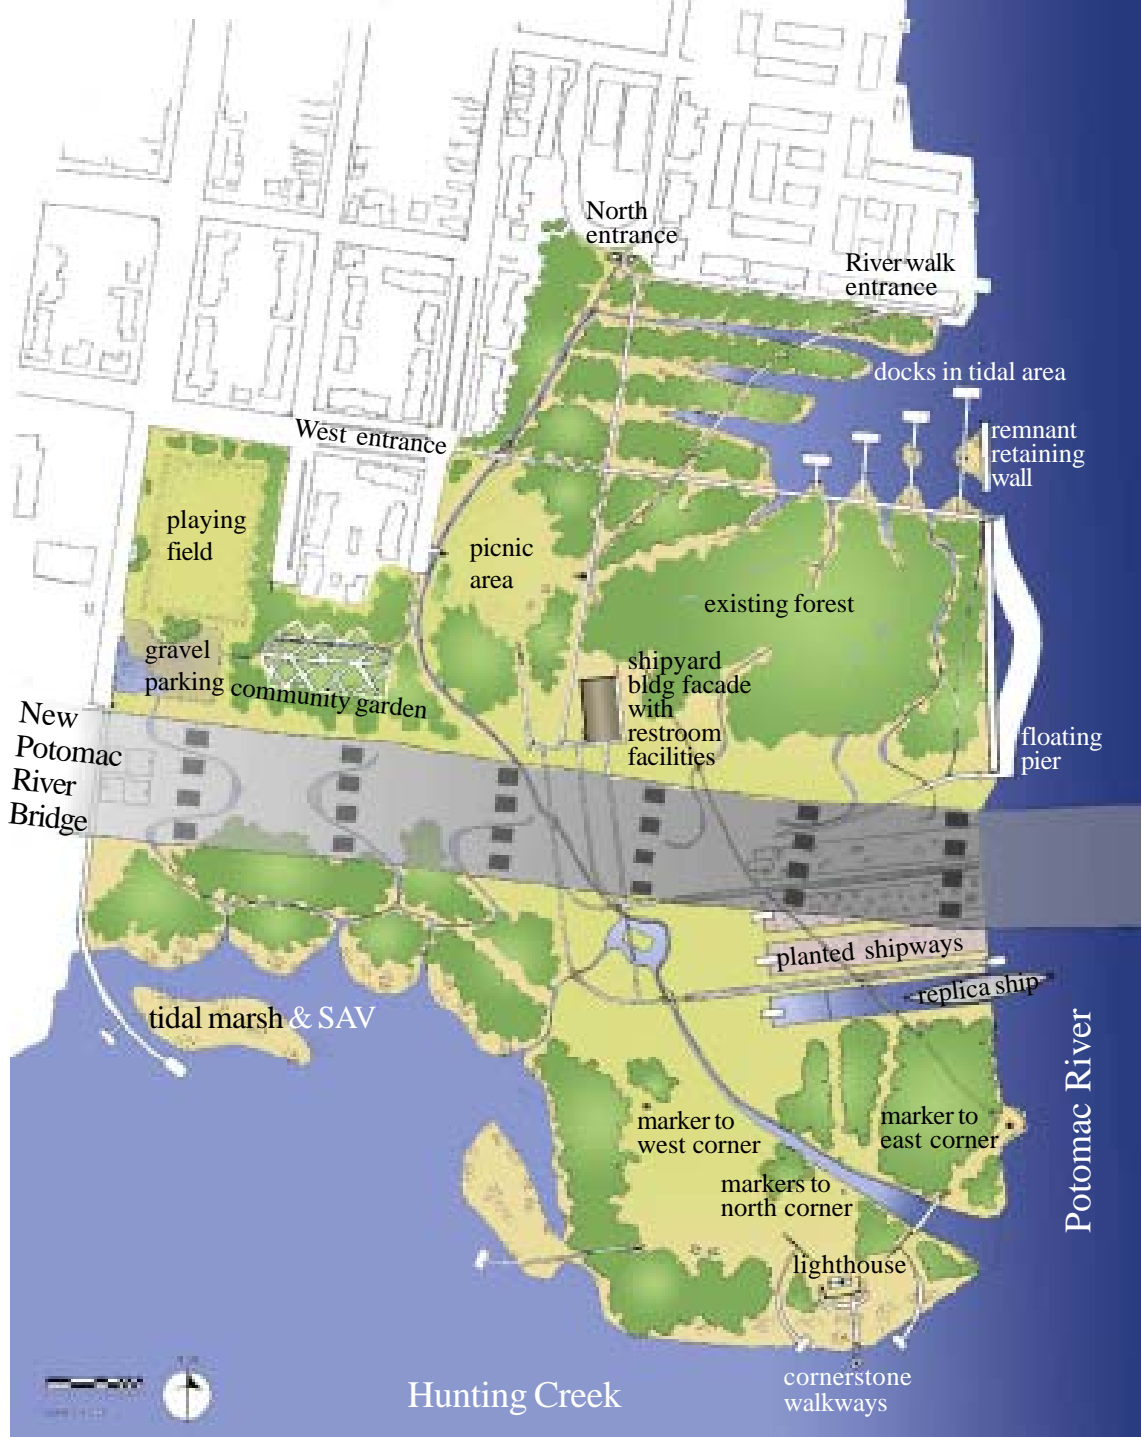 North
entrance
River walk
entrance
docks in tidal area
West entrance
remnant
retaining
wall
playing
field
picnic
area
existing forest
gravel
parking
community garden
shipyard
bldg facade
with
restroom
facilities
New
Potomac
River
Bridge
floating
pier
planted shipways
replica ship
tidal marsh & SAV
marker to
west corner
marker to
east corner
markers to
north corner
Potomac River
lighthouse
cornerstone
walkways
Hunting Creek